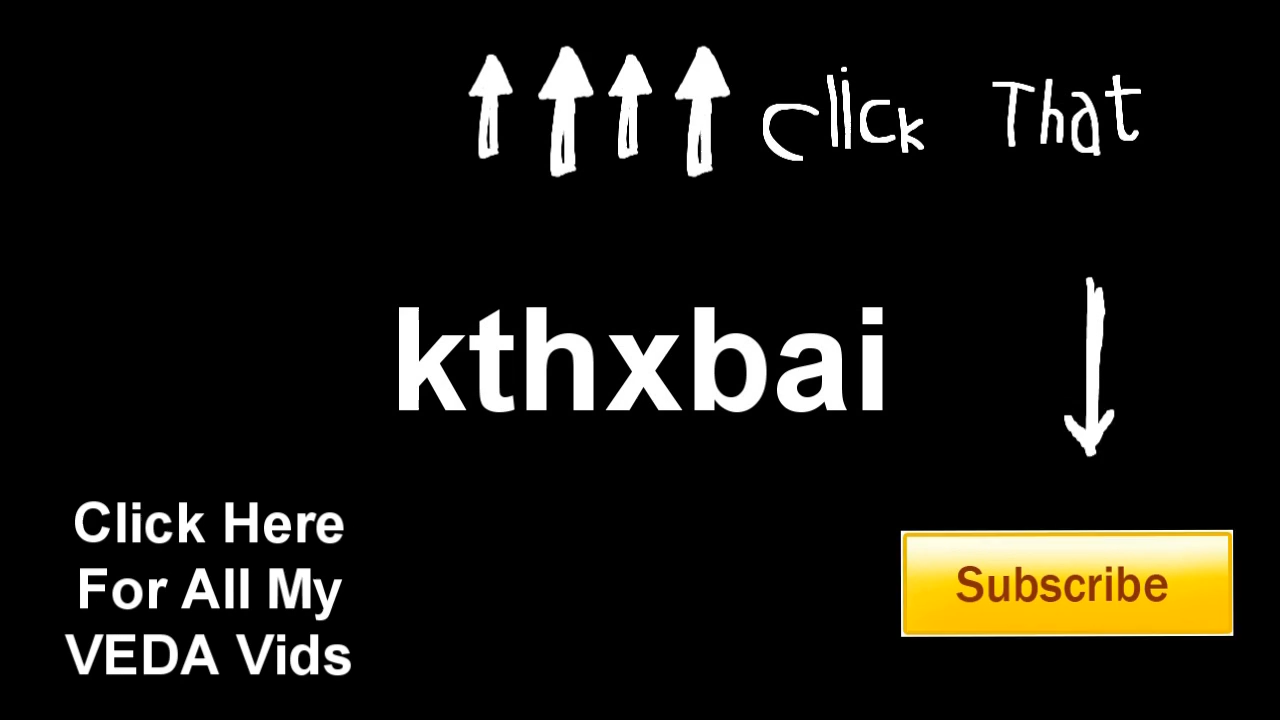 Click That
kthxbai
Click Here
For All My
VEDA Vids
Subscribe